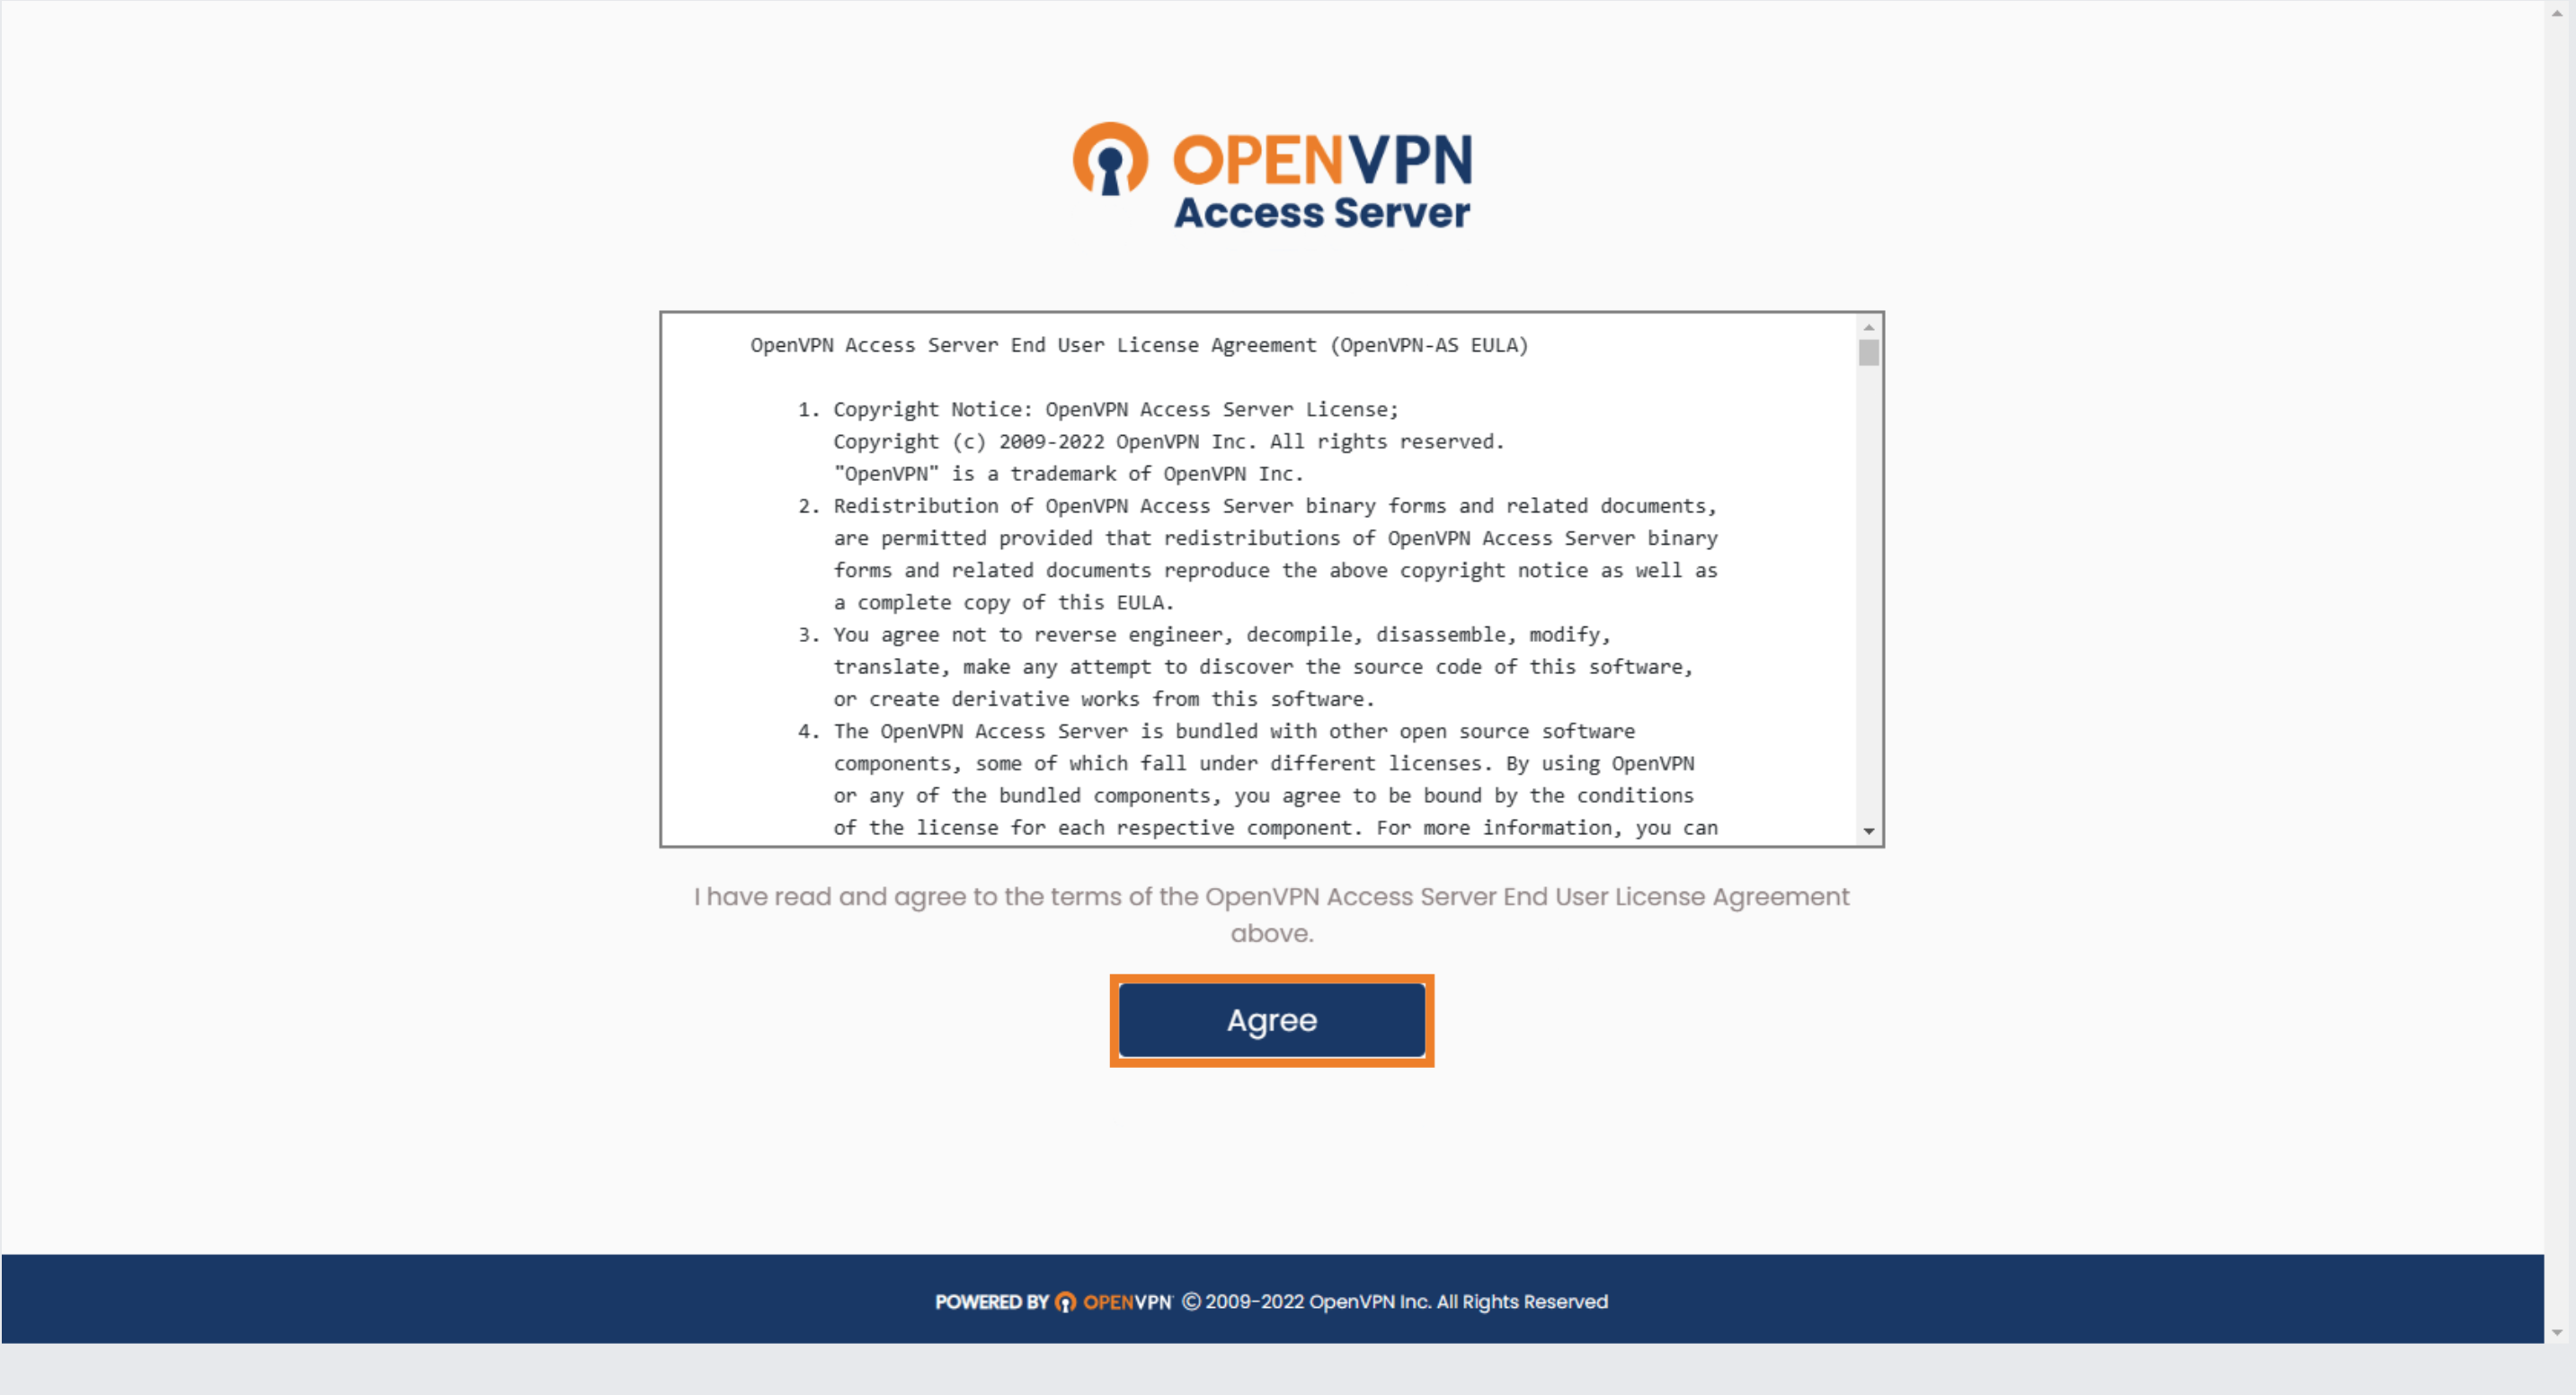 OPENVPN
Access Server
OpenVPN Access Server End User License Agreement (OpenVPN-AS EULA)
1. Copyright Notice: OpenVPN Access Server License;
Copyright (c) 2009-2022 OpenVPN Inc. All rights reserved.
"OpenVPN" is a trademark of OpenVPN Inc.
2. Redistribution of OpenVPN Access Server binary forms and related documents,
are permitted provided that redistributions of OpenVPN Access Server binary
forms and related documents reproduce the above copyright notice as well as
a complete copy of this EULA.
3. You agree not to reverse engineer, decompile, disassemble, modify,
translate, make any attempt to discover the source code of this software,
or create derivative works from this software.
4. The OpenVPN Access Server is bundled with other open source software
components, some of which fall under different licenses. By using OpenVPN
or any of the bundled components, you agree to be bound by the conditions
of the license for each respective component. For more information, you can
I have read and agree to the terms of the OpenVPN Access Server End User License Agreement
above.
Agree
POWERED BY OPENVPN © 2009-2022 OpenVPN Inc. All Rights Reserved